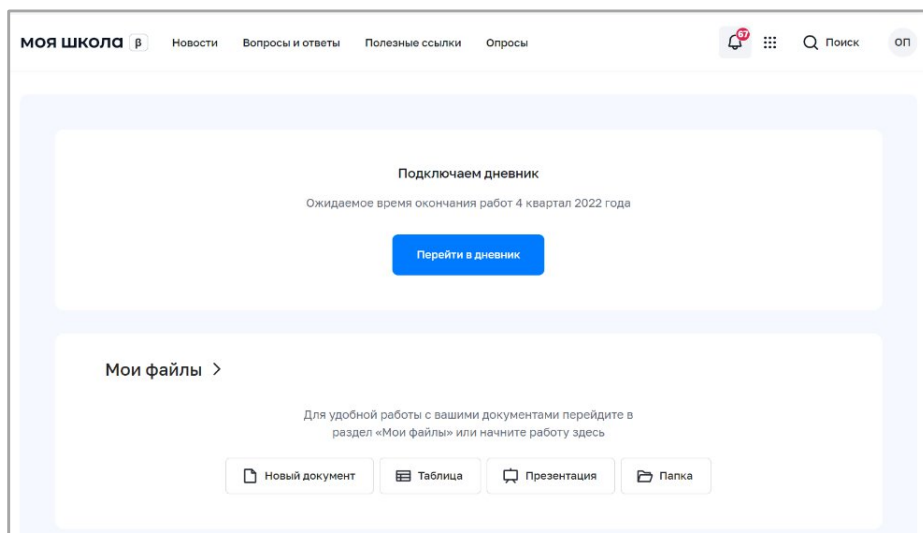 моя школа β Новости Вопросы и ответы Полезные ссылки Опросы 67 Поиск ОП
Подключаем дневник
Ожидаемое время окончания работ 4 квартал 2022 года
Перейти в дневник
Мои файлы >
Для удобной работы с вашими документами перейдите в
раздел «Мои файлы» или начните работу здесь
Новый документ Таблица Презентация Папка